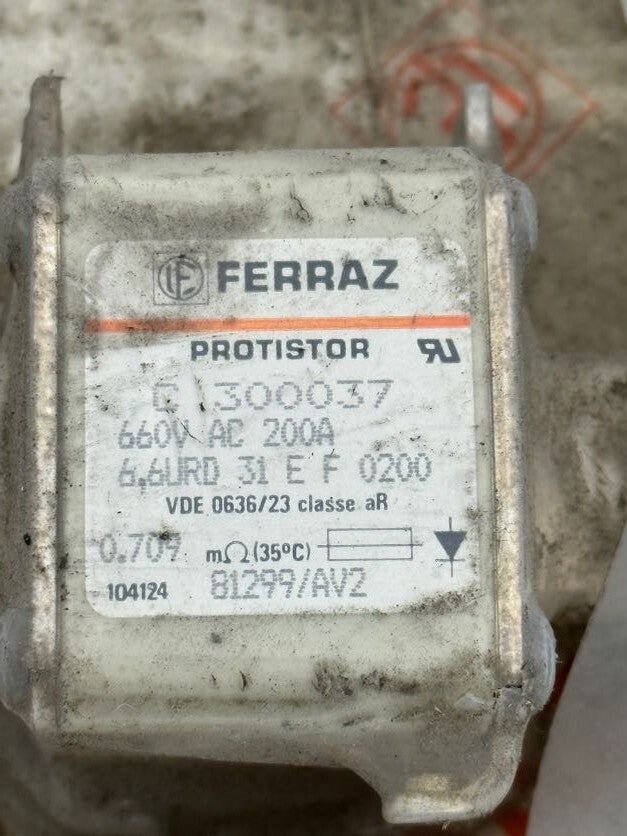 FERRAZ
PROTISTOR
C 300037
660V AC 200A
6,6URD 31 E F 0200
VDE 0636/23 classe aR
0.709 mΩ (35ºC)
104124 81299/AV2